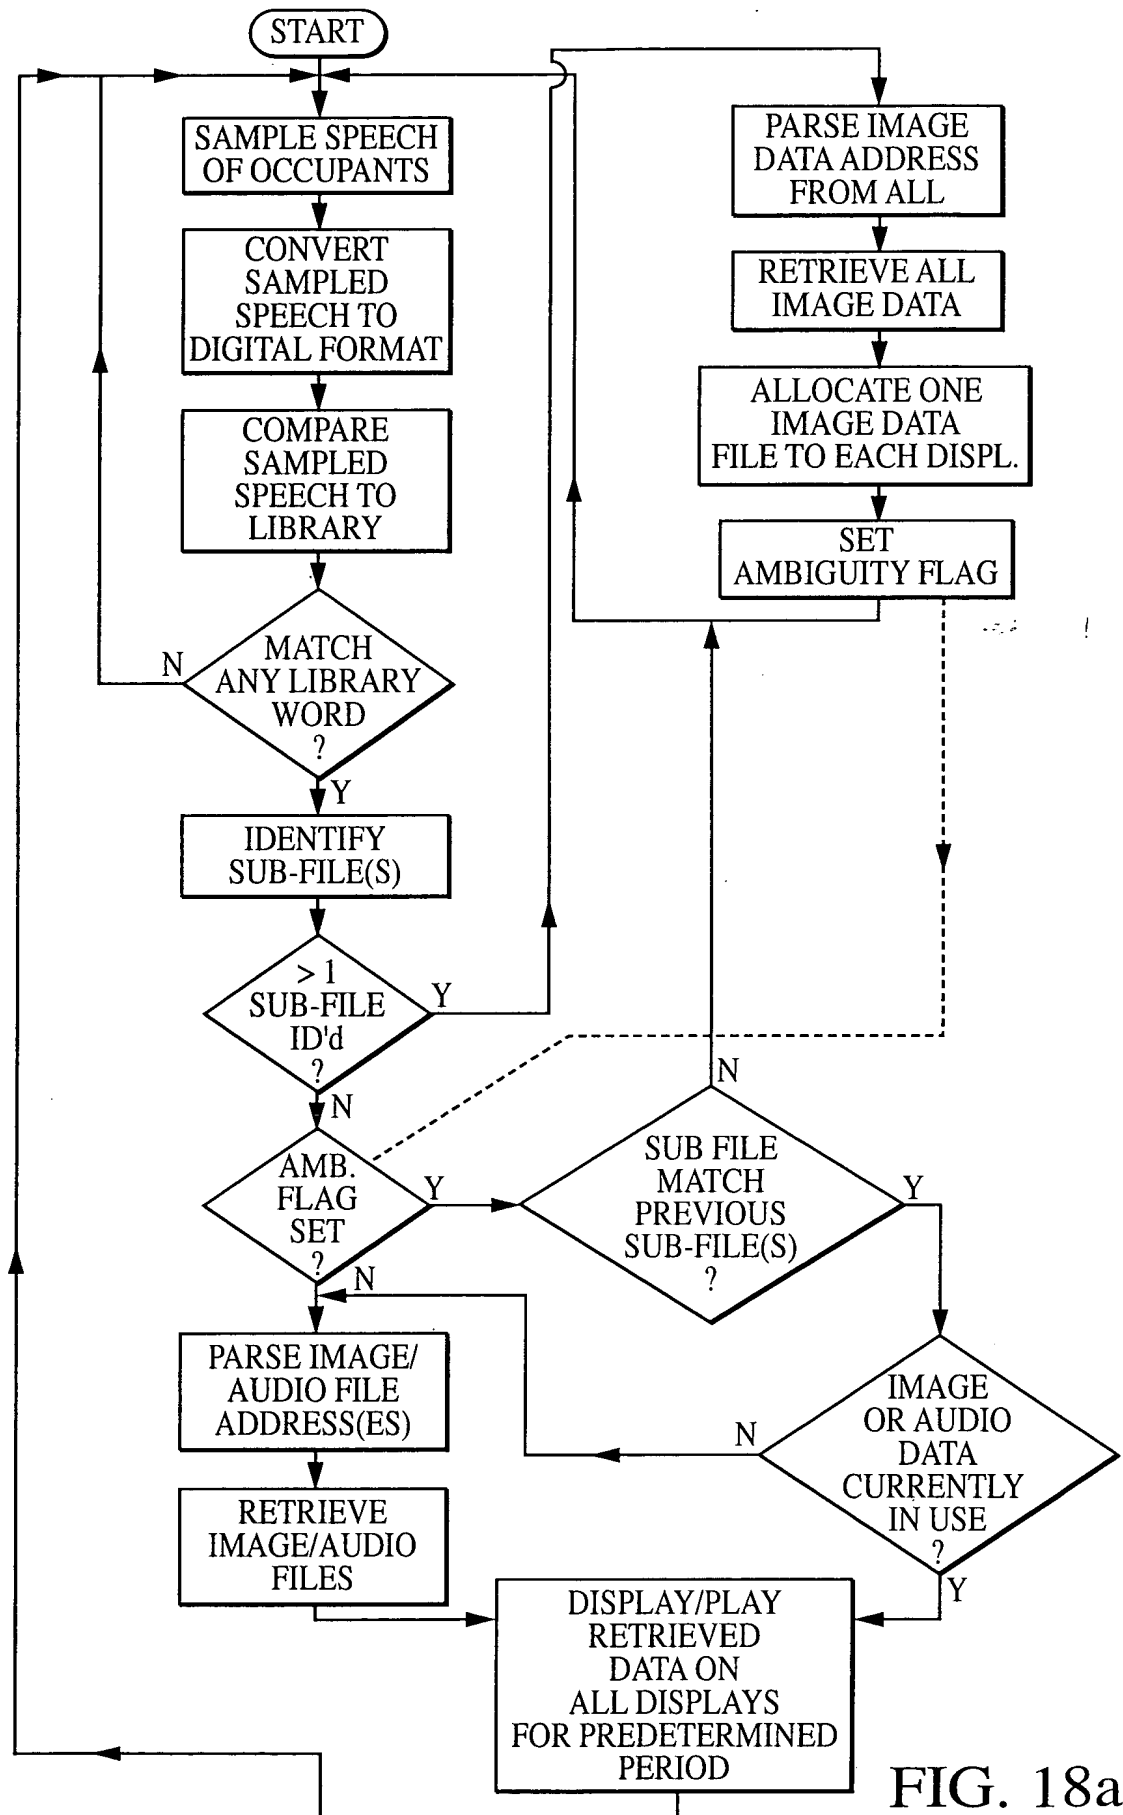 START
SAMPLE SPEECH
OF OCCUPANTS
CONVERT
SAMPLED
SPEECH TO
DIGITAL FORMAT
COMPARE
SAMPLED
SPEECH TO
LIBRARY
MATCH
ANY LIBRARY
WORD
?
N
Y
IDENTIFY
SUB-FILE(S)
> 1
SUB-FILE
ID'd
?
Y
N
AMB.
FLAG
SET
?
Y
N
PARSE IMAGE/
AUDIO FILE
ADDRESS(ES)
RETRIEVE
IMAGE/AUDIO
FILES
PARSE IMAGE
DATA ADDRESS
FROM ALL
RETRIEVE ALL
IMAGE DATA
ALLOCATE ONE
IMAGE DATA
FILE TO EACH DISPL.
SET
AMBIGUITY FLAG
N
SUB FILE
MATCH
PREVIOUS
SUB-FILE(S)
?
Y
IMAGE
OR AUDIO
DATA
CURRENTLY
IN USE
?
N
Y
DISPLAY/PLAY
RETRIEVED
DATA ON
ALL DISPLAYS
FOR PREDETERMINED
PERIOD
FIG. 18a